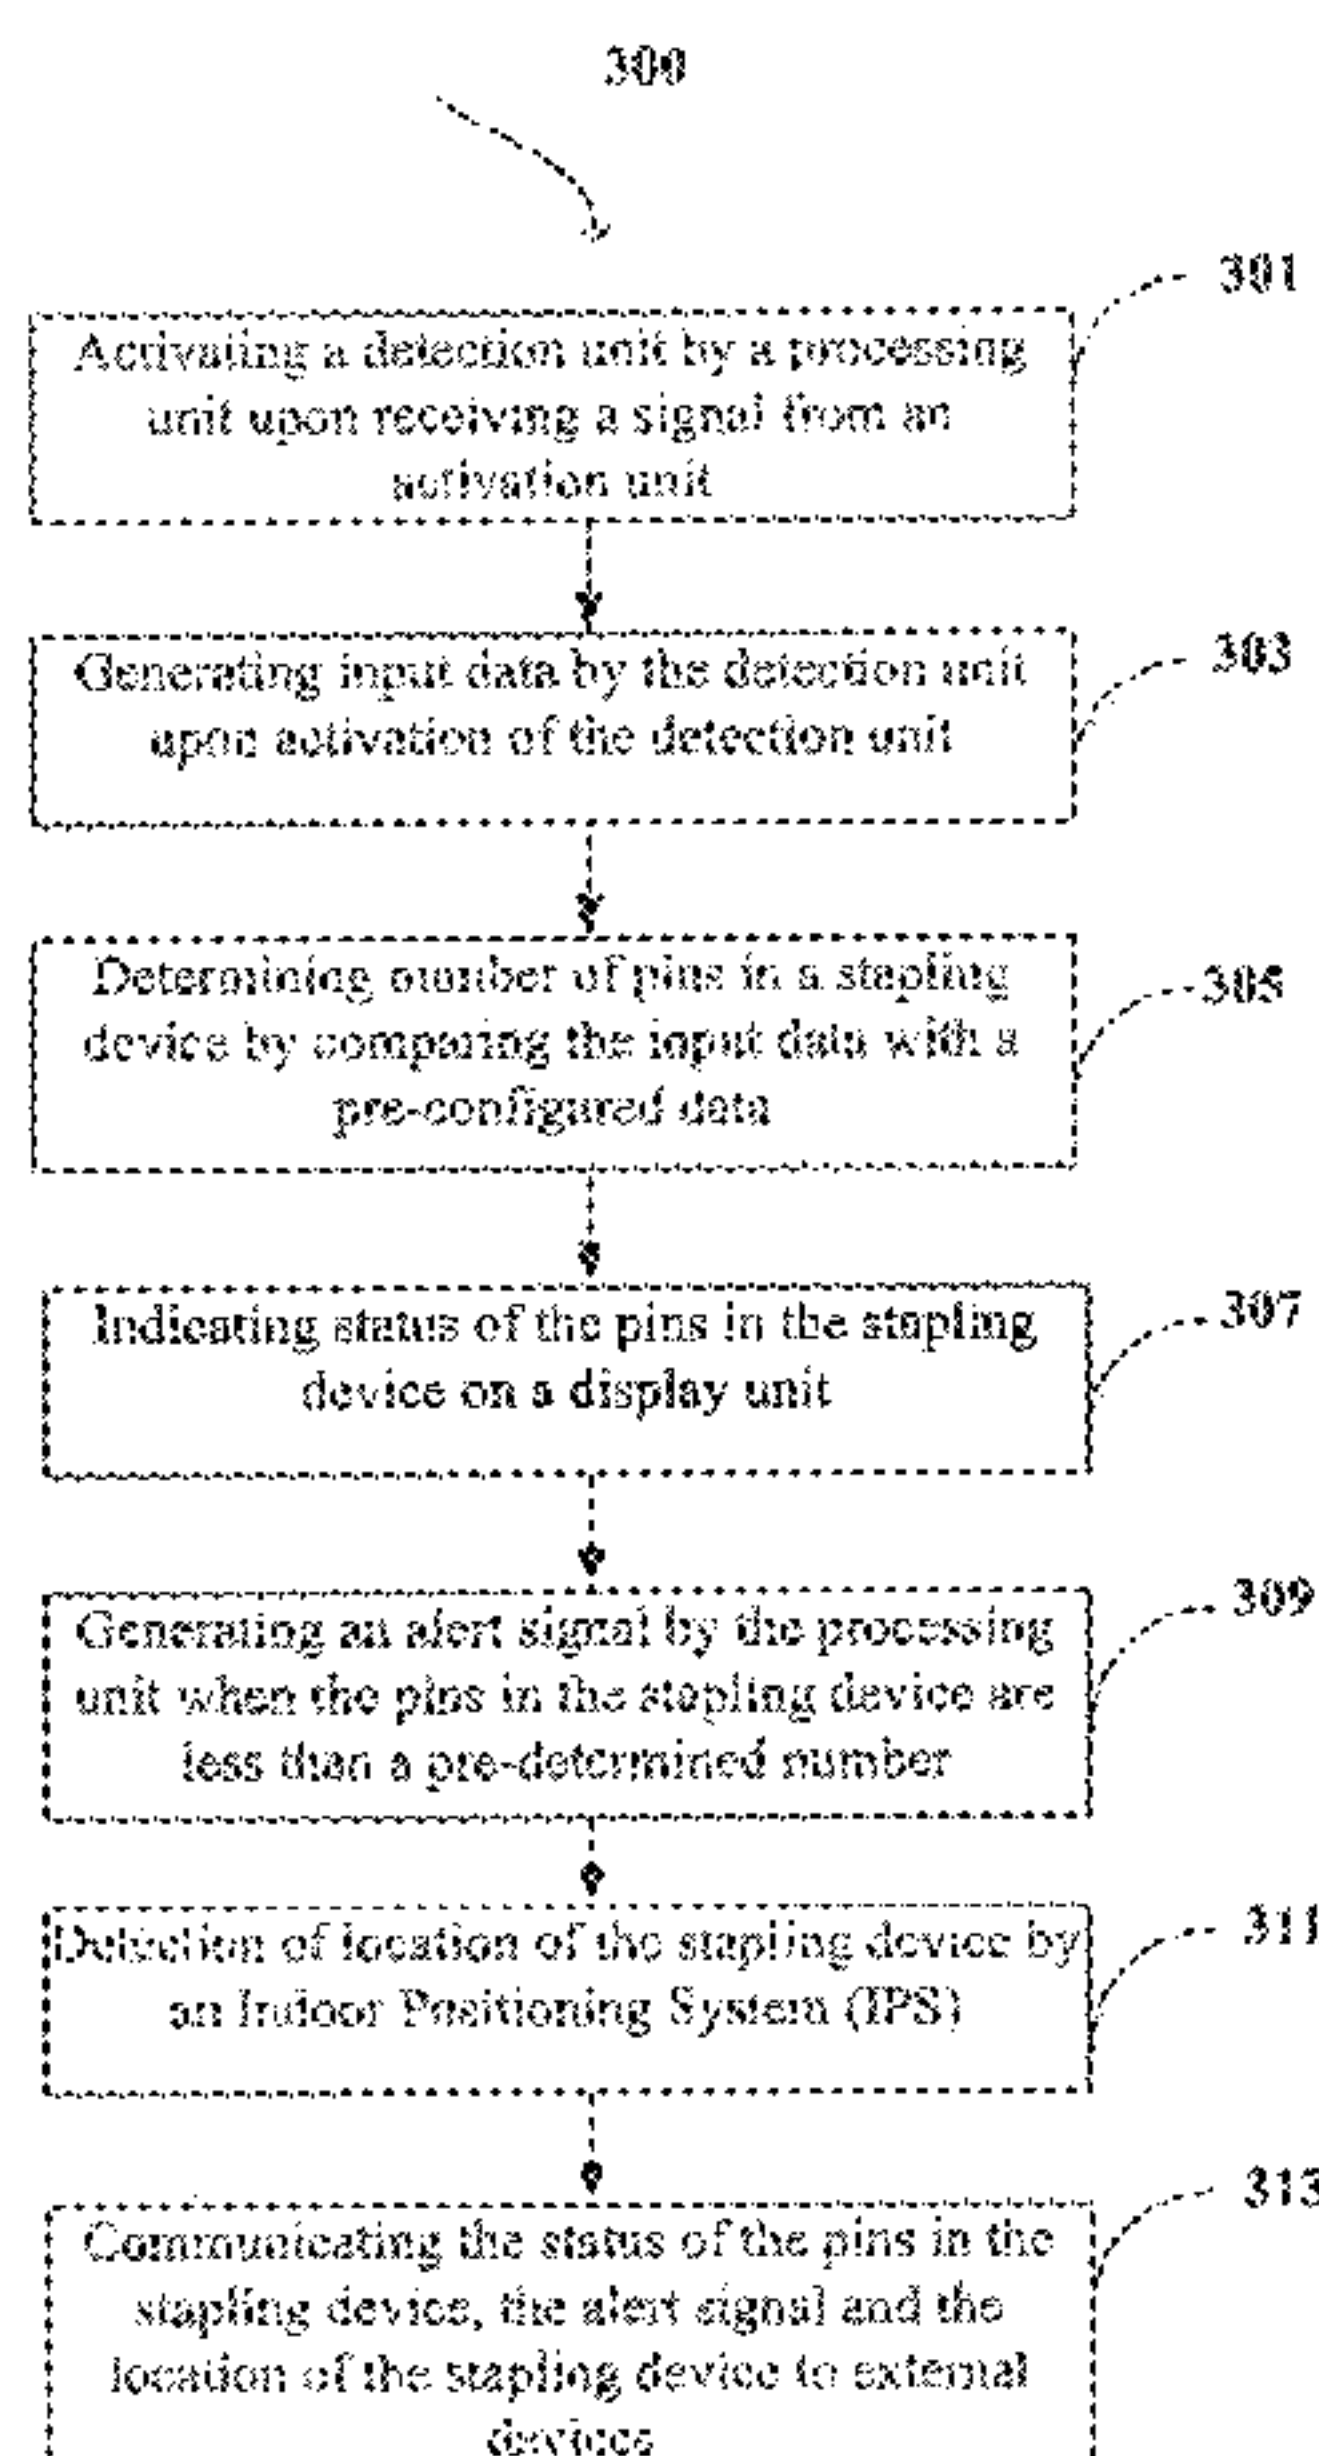 300
301
Activating a detection unit by a processing
unit upon receiving a signal from an
activation unit
303
Generating input data by the detection unit
upon activation of the detection unit
305
Determining number of pins in a stapling
device by comparing the input data with a
pre-configured data
307
Indicating status of the pins in the stapling
device on a display unit
309
Generating an alert signal by the processing
unit when the pins in the stapling device are
less than a pre-determined number
311
Detection of location of the stapling device by
an Indoor Positioning System (IPS)
313
Communicating the status of the pins in the
stapling device, the alert signal and the
location of the stapling device to external
devices